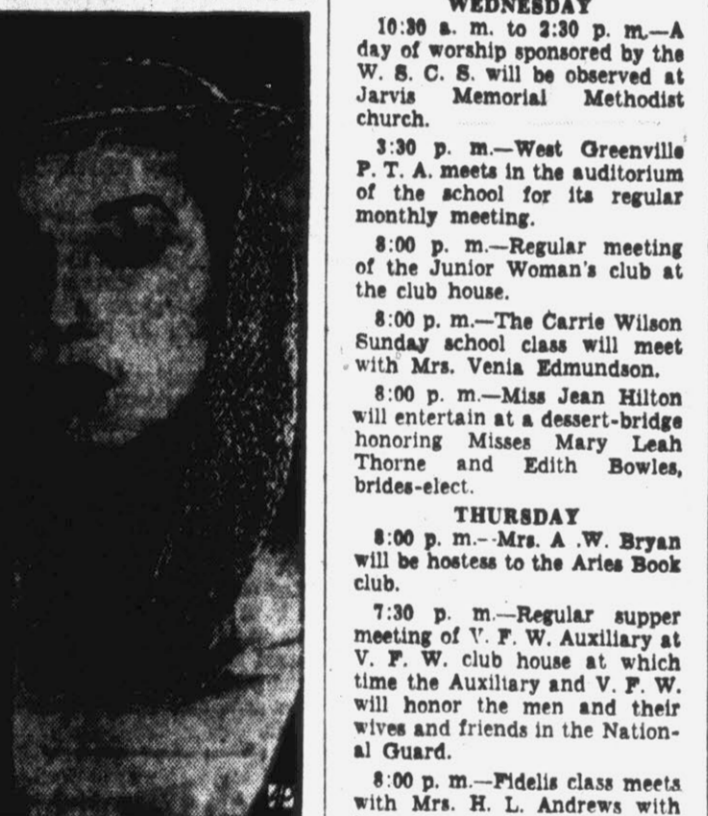 WEDNESDAY
10:30 a. m. to 2:30 p. m.—A
day of worship sponsored by the
W. S. C. S. will be observed at
Jarvis Memorial Methodist
church.
3:30 p. m.—West Greenville
P. T. A. meets in the auditorium
of the school for its regular
monthly meeting.
8:00 p. m.—Regular meeting
of the Junior Woman's club at
the club house.
8:00 p. m.—The Carrie Wilson
Sunday school class will meet
with Mrs. Venia Edmundson.
8:00 p. m.—Miss Jean Hilton
will entertain at a dessert-bridge
honoring Misses Mary Leah
Thorne and Edith Bowles,
brides-elect.
THURSDAY
8:00 p. m.--Mrs. A .W. Bryan
will be hostess to the Aries Book
club.
7:30 p. m.—Regular supper
meeting of V. F. W. Auxiliary at
V. F. W. club house at which
time the Auxiliary and V. F. W.
will honor the men and their
wives and friends in the Nation-
al Guard.
8:00 p. m.—Fidelis class meets
with Mrs. H. L. Andrews with